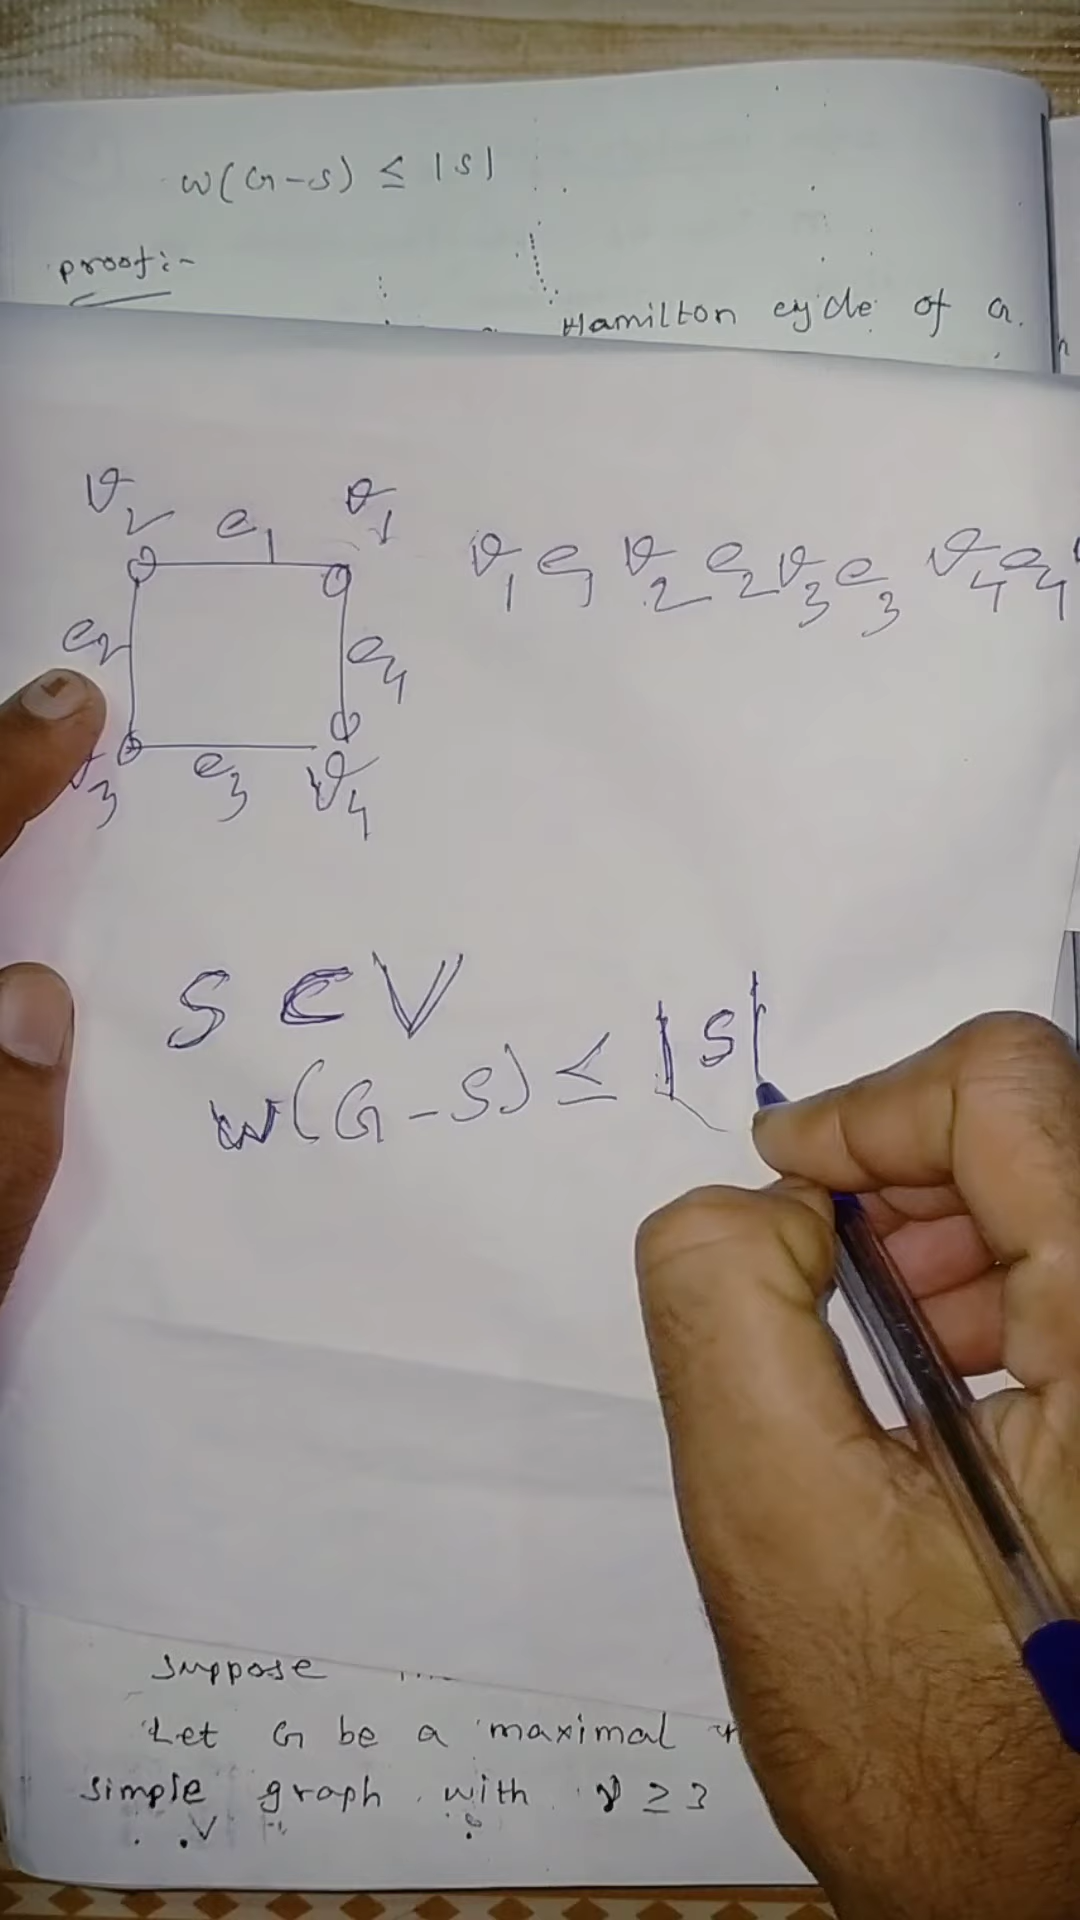 w(G-S) ≤ |S|
proof:-
Hamilton cycle of G.
v2 e1 v1
v1 e1 v2 e2 v3 e3 v4 e4
e2 e4
v3 e3 v4
S ⊂ V
w(G-S) ≤ |S|
suppose
Let G be a maximal
simple graph with ν ≥ 3